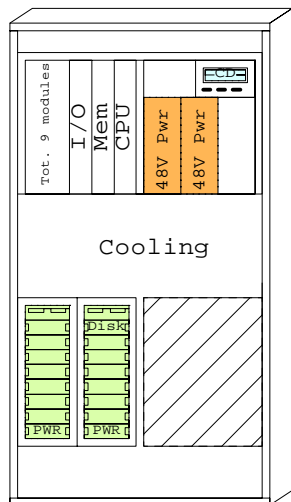 Tot. 9 modules
I/O
Mem
CPU
48V Pwr
48V Pwr
CD
Cooling
Disk
PWR
PWR